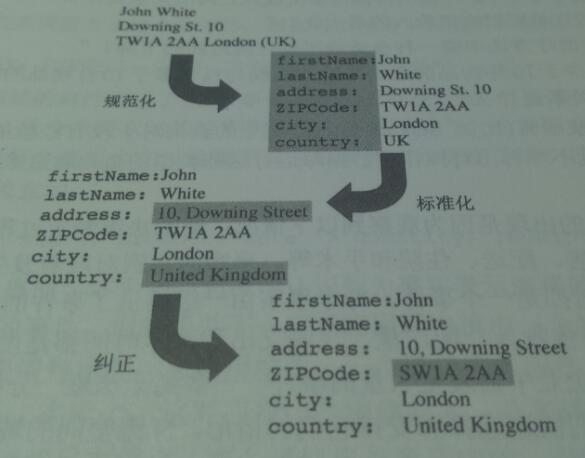 John White
Downing St. 10
TW1A 2AA London (UK)
规范化
firstName:John
lastName: White
address: Downing St. 10
ZIPCode: TW1A 2AA
city: London
country: UK
标准化
firstName:John
lastName: White
address: 10, Downing Street
ZIPCode: TW1A 2AA
city: London
country: United Kingdom
纠正
firstName:John
lastName: White
address: 10, Downing Street
ZIPCode: SW1A 2AA
city: London
country: United Kingdom